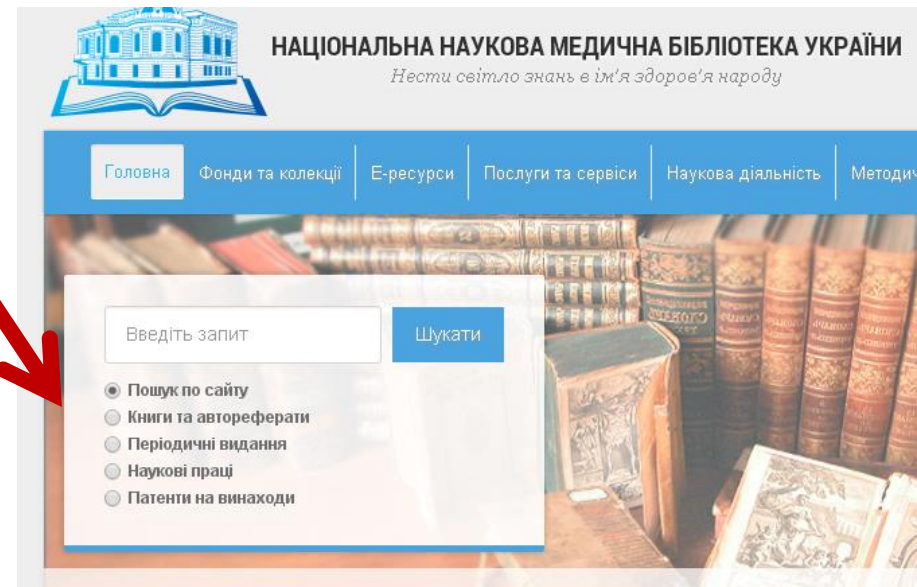 НАЦІОНАЛЬНА НАУКОВА МЕДИЧНА БІБЛІОТЕКА УКРАЇНИ
Нести світло знань в ім'я здоров'я народу
Головна Фонди та колекції Е-ресурси Послуги та сервіси Наукова діяльність Методич
Введіть запит Шукати
Пошук по сайту
Книги та автореферати
Періодичні видання
Наукові праці
Патенти на винаходи